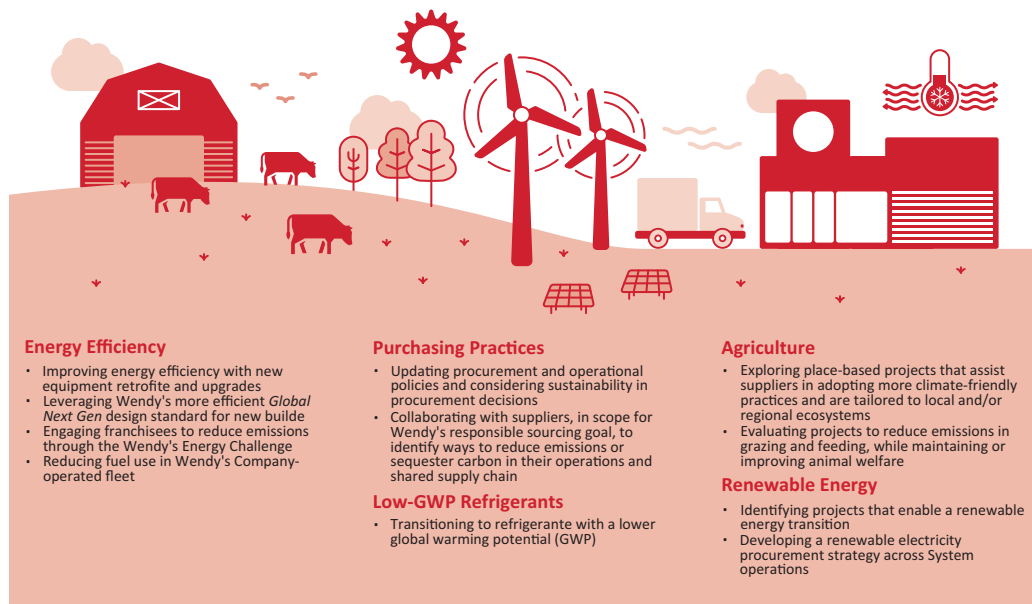 Energy Efficiency
· Improving energy efficiency with new
equipment retrofite and upgrades
· Leveraging Wendy's more efficient Global
Next Gen design standard for new builde
· Engaging franchisees to reduce emissions
through the Wendy's Energy Challenge
· Reducing fuel use in Wendy's Company-
operated fleet
Purchasing Practices
· Updating procurement and operational
policies and considering sustainability in
procurement decisions
· Collaborating with suppliers, in scope for
Wendy's responsible sourcing goal, to
identify ways to reduce emissions or
sequester carbon in their operations and
shared supply chain
Low-GWP Refrigerants
· Transitioning to refrigerante with a lower
global warming potential (GWP)
Agriculture
· Exploring place-based projects that assist
suppliers in adopting more climate-friendly
practices and are tailored to local and/or
regional ecosystems
· Evaluating projects to reduce emissions in
grazing and feeding, while maintaining or
improving animal welfare
Renewable Energy
· Identifying projects that enable a renewable
energy transition
· Developing a renewable electricity
procurement strategy across System
operations